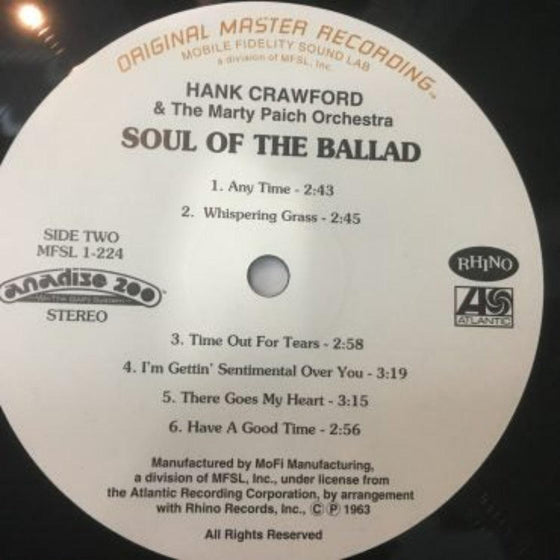 ORIGINAL MASTER RECORDING™
MOBILE FIDELITY SOUND LAB
a division of MFSL, Inc.
HANK CRAWFORD
& The Marty Paich Orchestra
SOUL OF THE BALLAD
1. Any Time - 2:43
2. Whispering Grass - 2:45
SIDE TWO
MFSL 1-224
anadisq 200
STEREO
RHINO
ATLANTIC
3. Time Out For Tears - 2:58
4. I'm Gettin' Sentimental Over You - 3:19
5. There Goes My Heart - 3:15
6. Have A Good Time - 2:56
Manufactured by MoFi Manufacturing,
a division of MFSL, Inc., under license from
the Atlantic Recording Corporation, by arrangement
with Rhino Records, Inc., Ⓒ Ⓟ 1963
All Rights Reserved